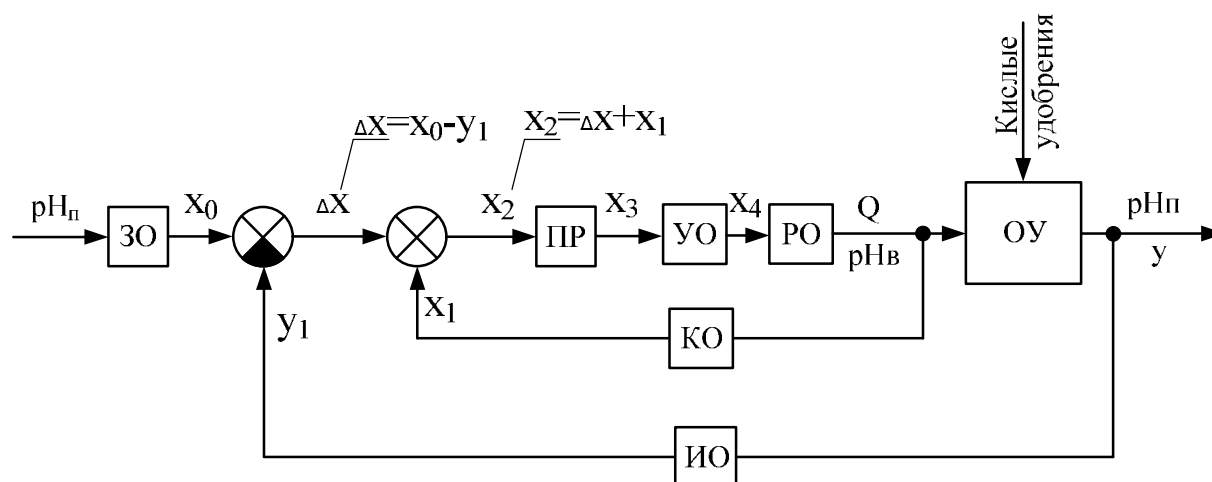 Кислые
удобрения
ΔX=X₀-y₁
X₂=ΔX+X₁
pHп
ЗО
X₀
ΔX
X₂
ПР
X₃
УО
X₄
РО
Q
pHв
ОУ
pHп
y
y₁
X₁
КО
ИО